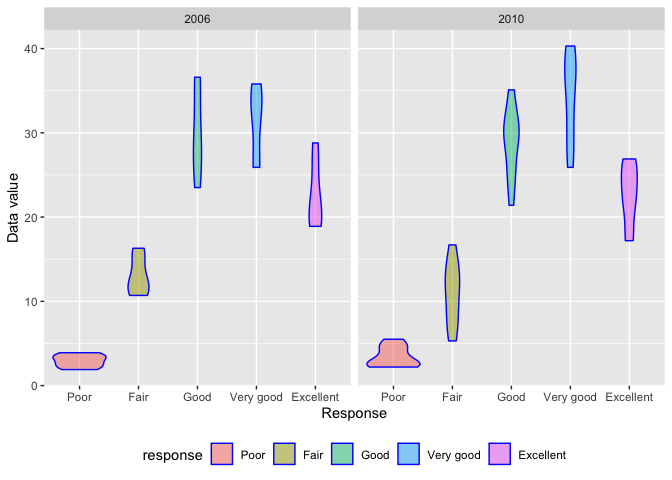 2006 2010
Data value
40
30
20
10
0
Poor Fair Good Very good Excellent Poor Fair Good Very good Excellent
Response
response Poor Fair Good Very good Excellent